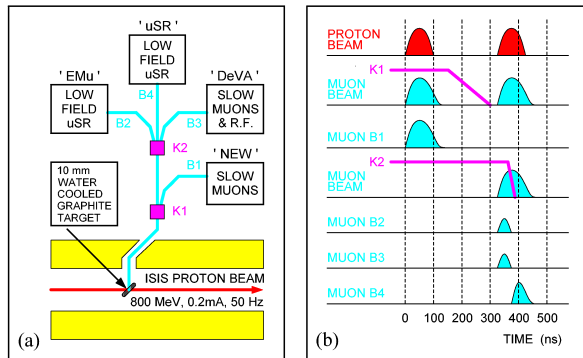 ' uSR '
LOW
FIELD
uSR
' EMu '
LOW
FIELD
uSR
B2
B4
B3
' DeVA '
SLOW
MUONS
& R.F.
K2
' NEW '
B1
SLOW
MUONS
K1
10 mm
WATER
COOLED
GRAPHITE
TARGET
ISIS PROTON BEAM
800 MeV, 0.2mA, 50 Hz
(a)
PROTON
BEAM
K1
MUON
BEAM
MUON B1
K2
MUON
BEAM
MUON B2
MUON B3
MUON B4
0 100 200 300 400 500
TIME (ns)
(b)